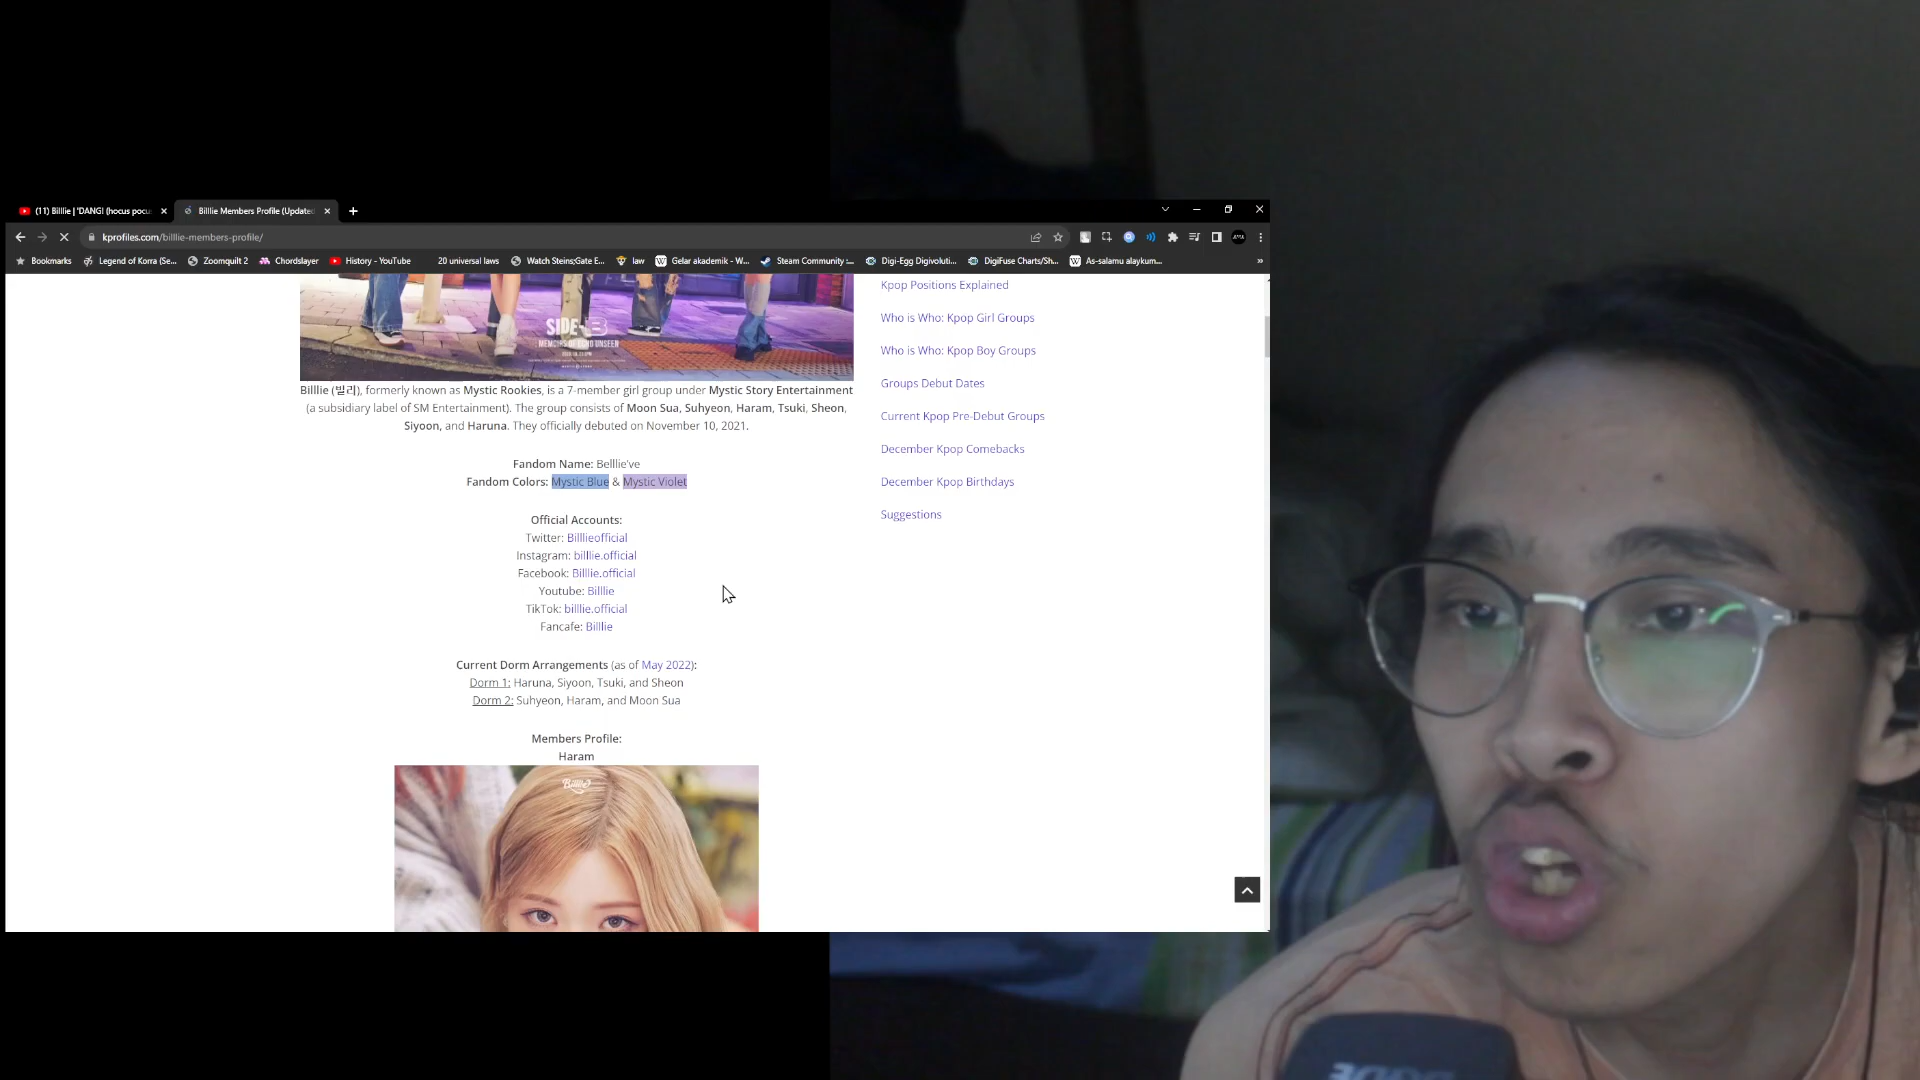 (11) Billlie | 'DANG! (hocus pocu
Billlie Members Profile (Updated
kprofiles.com/billlie-members-profile/
Bookmarks
Legend of Korra (Se...
Zoomquilt 2
Chordslayer
History - YouTube
20 universal laws
Watch Steins;Gate E...
law
Gelar akademik - W...
Steam Community :...
Digi-Egg Digivoluti...
DigiFuse Charts/Sh...
As-salamu alaykum...
»
SIDE-B
MEMOIRS OF ECHO UNSEEN
Billlie (빌리), formerly known as Mystic Rookies, is a 7-member girl group under Mystic Story Entertainment
(a subsidiary label of SM Entertainment). The group consists of Moon Sua, Suhyeon, Haram, Tsuki, Sheon,
Siyoon, and Haruna. They officially debuted on November 10, 2021.
Fandom Name: Belllie've
Fandom Colors: Mystic Blue & Mystic Violet
Official Accounts:
Twitter: Billlieofficial
Instagram: billlie.official
Facebook: Billlie.official
Youtube: Billlie
TikTok: billlie.official
Fancafe: Billlie
Current Dorm Arrangements (as of May 2022):
Dorm 1: Haruna, Siyoon, Tsuki, and Sheon
Dorm 2: Suhyeon, Haram, and Moon Sua
Members Profile:
Haram
Billlie
Kpop Positions Explained
Who is Who: Kpop Girl Groups
Who is Who: Kpop Boy Groups
Groups Debut Dates
Current Kpop Pre-Debut Groups
December Kpop Comebacks
December Kpop Birthdays
Suggestions